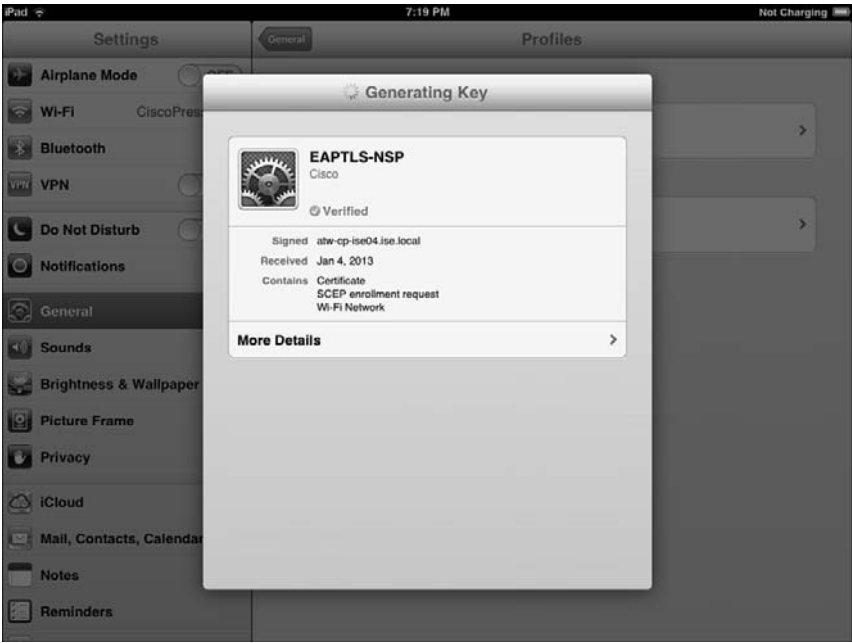 iPad
7:19 PM
Not Charging
Settings
General
Profiles
Airplane Mode
OFF
Wi-Fi CiscoPres
Bluetooth
VPN
VPN
Do Not Disturb
Notifications
General
Sounds
Brightness & Wallpaper
Picture Frame
Privacy
iCloud
Mail, Contacts, Calendar
Notes
Reminders
Generating Key
EAPTLS-NSP
Cisco
Verified
Signed atw-cp-ise04.ise.local
Received Jan 4, 2013
Contains Certificate
SCEP enrollment request
Wi-Fi Network
More Details